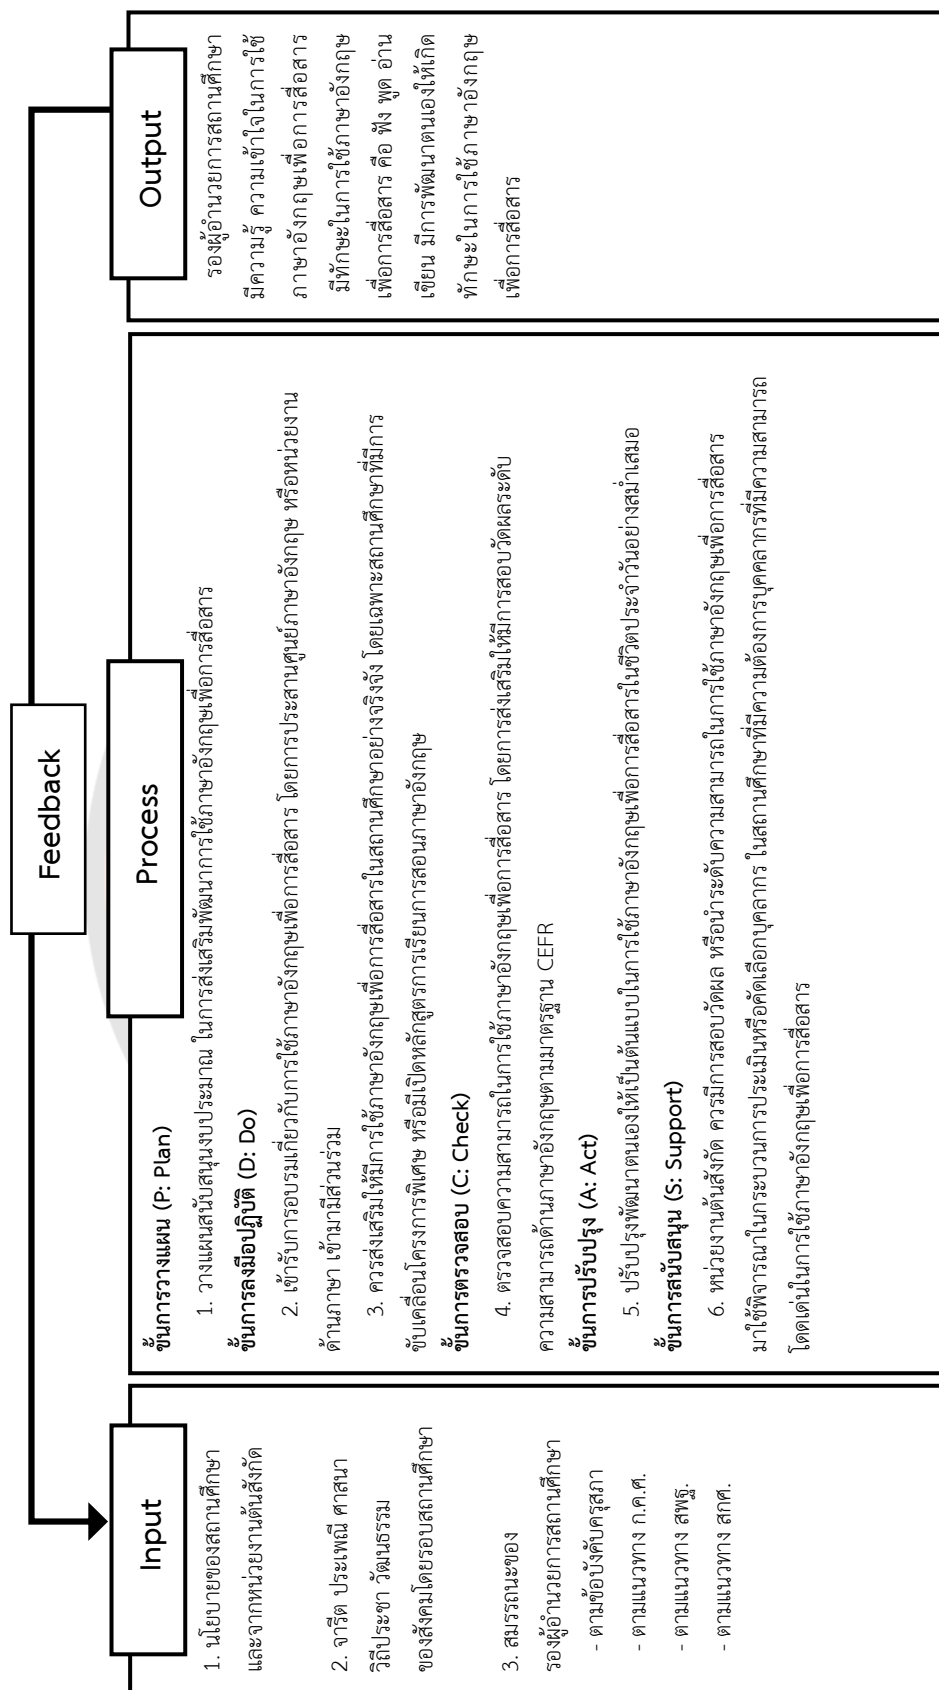 Feedback
Input
1. นโยบายของสถานศึกษา
และจากหน่วยงานต้นสังกัด
2. จารีต ประเพณี ศาสนา
วิถีประชา วัฒนธรรม
ของสังคมโดยรอบสถานศึกษา
3. สมรรถนะของ
รองผู้อำนวยการสถานศึกษา
- ตามข้อบังคับครุสภา
- ตามแนวทาง ก.ค.ศ.
- ตามแนวทาง สพฐ.
- ตามแนวทาง สกศ.
Process
ขั้นการวางแผน (P: Plan)
1. วางแผนสนับสนุนงบประมาณ ในการส่งเสริมพัฒนาการใช้ภาษาอังกฤษเพื่อการสื่อสาร
ขั้นการลงมือปฏิบัติ (D: Do)
2. เข้ารับการอบรมเกี่ยวกับการใช้ภาษาอังกฤษเพื่อการสื่อสาร โดยการประสานศูนย์ภาษาอังกฤษ หรือหน่วยงาน
ด้านภาษา เข้ามามีส่วนร่วม
3. ควรส่งเสริมให้มีการใช้ภาษาอังกฤษเพื่อการสื่อสารในสถานศึกษาอย่างจริงจัง โดยเฉพาะสถานศึกษาที่มีการ
ขับเคลื่อนโครงการพิเศษ หรือมีเปิดหลักสูตรการเรียนการสอนภาษาอังกฤษ
ขั้นการตรวจสอบ (C: Check)
4. ตรวจสอบความสามารถในการใช้ภาษาอังกฤษเพื่อการสื่อสาร โดยการส่งเสริมให้มีการสอบวัดผลระดับ
ความสามารถด้านภาษาอังกฤษตามมาตรฐาน CEFR
ขั้นการปรับปรุง (A: Act)
5. ปรับปรุงพัฒนาตนเองให้เป็นต้นแบบในการใช้ภาษาอังกฤษเพื่อการสื่อสารในชีวิตประจำวันอย่างสม่ำเสมอ
ขั้นการสนับสนุน (S: Support)
6. หน่วยงานต้นสังกัด ควรมีการสอบวัดผล หรือนำระดับความสามารถในการใช้ภาษาอังกฤษเพื่อการสื่อสาร
มาใช้พิจารณาในกระบวนการประเมินหรือคัดเลือกบุคลากร ในสถานศึกษาที่มีความต้องการบุคคลากรที่มีความสามารถ
โดดเด่นในการใช้ภาษาอังกฤษเพื่อการสื่อสาร
Output
รองผู้อำนวยการสถานศึกษา
มีความรู้ ความเข้าใจในการใช้
ภาษาอังกฤษเพื่อการสื่อสาร
มีทักษะในการใช้ภาษาอังกฤษ
เพื่อการสื่อสาร คือ ฟัง พูด อ่าน
เขียน มีการพัฒนาตนเองให้เกิด
ทักษะในการใช้ภาษาอังกฤษ
เพื่อการสื่อสาร